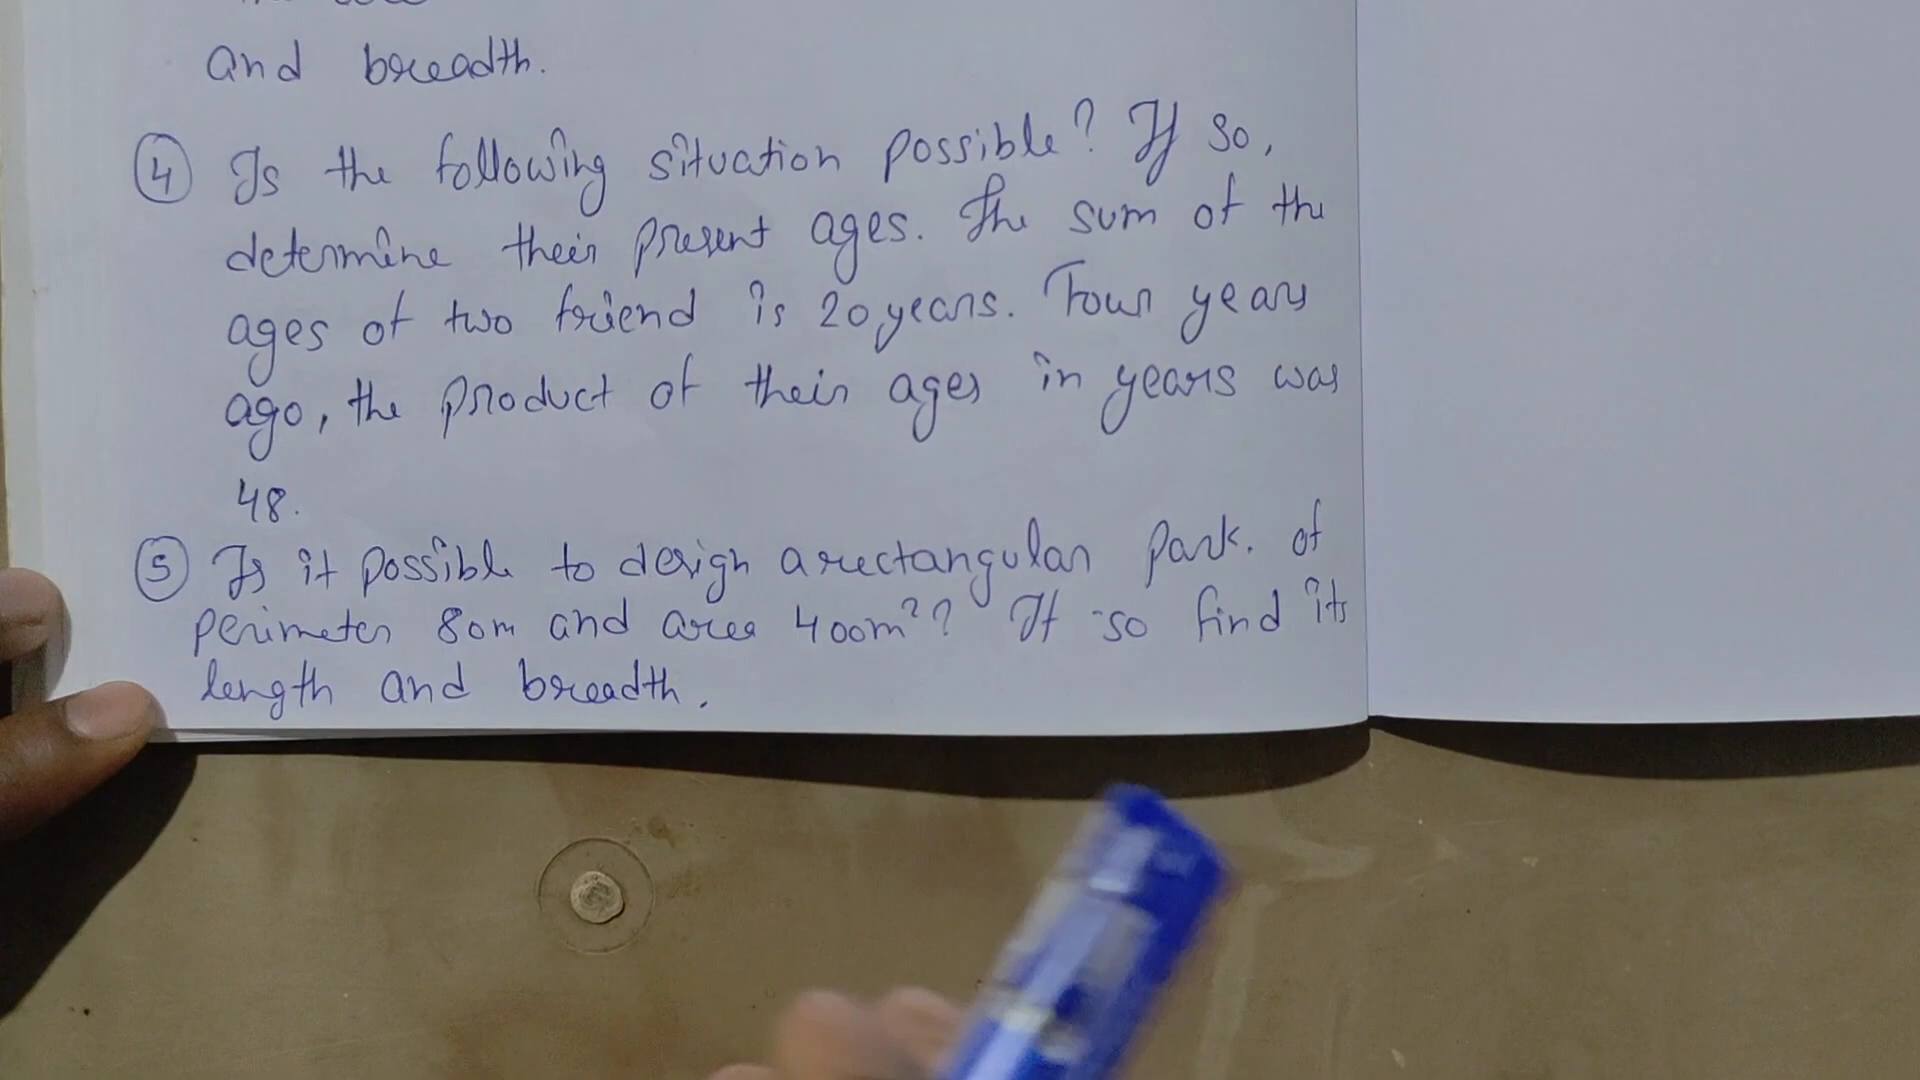 and breadth.
④ Is the following situation possible? If so,
determine their present ages. The sum of the
ages of two friend is 20 years. Four years
ago, the product of their ages in years was
48.
⑤ Is it possible to design a rectangular park. of
perimeter 80m and area 400m²? If so find its
length and breadth.